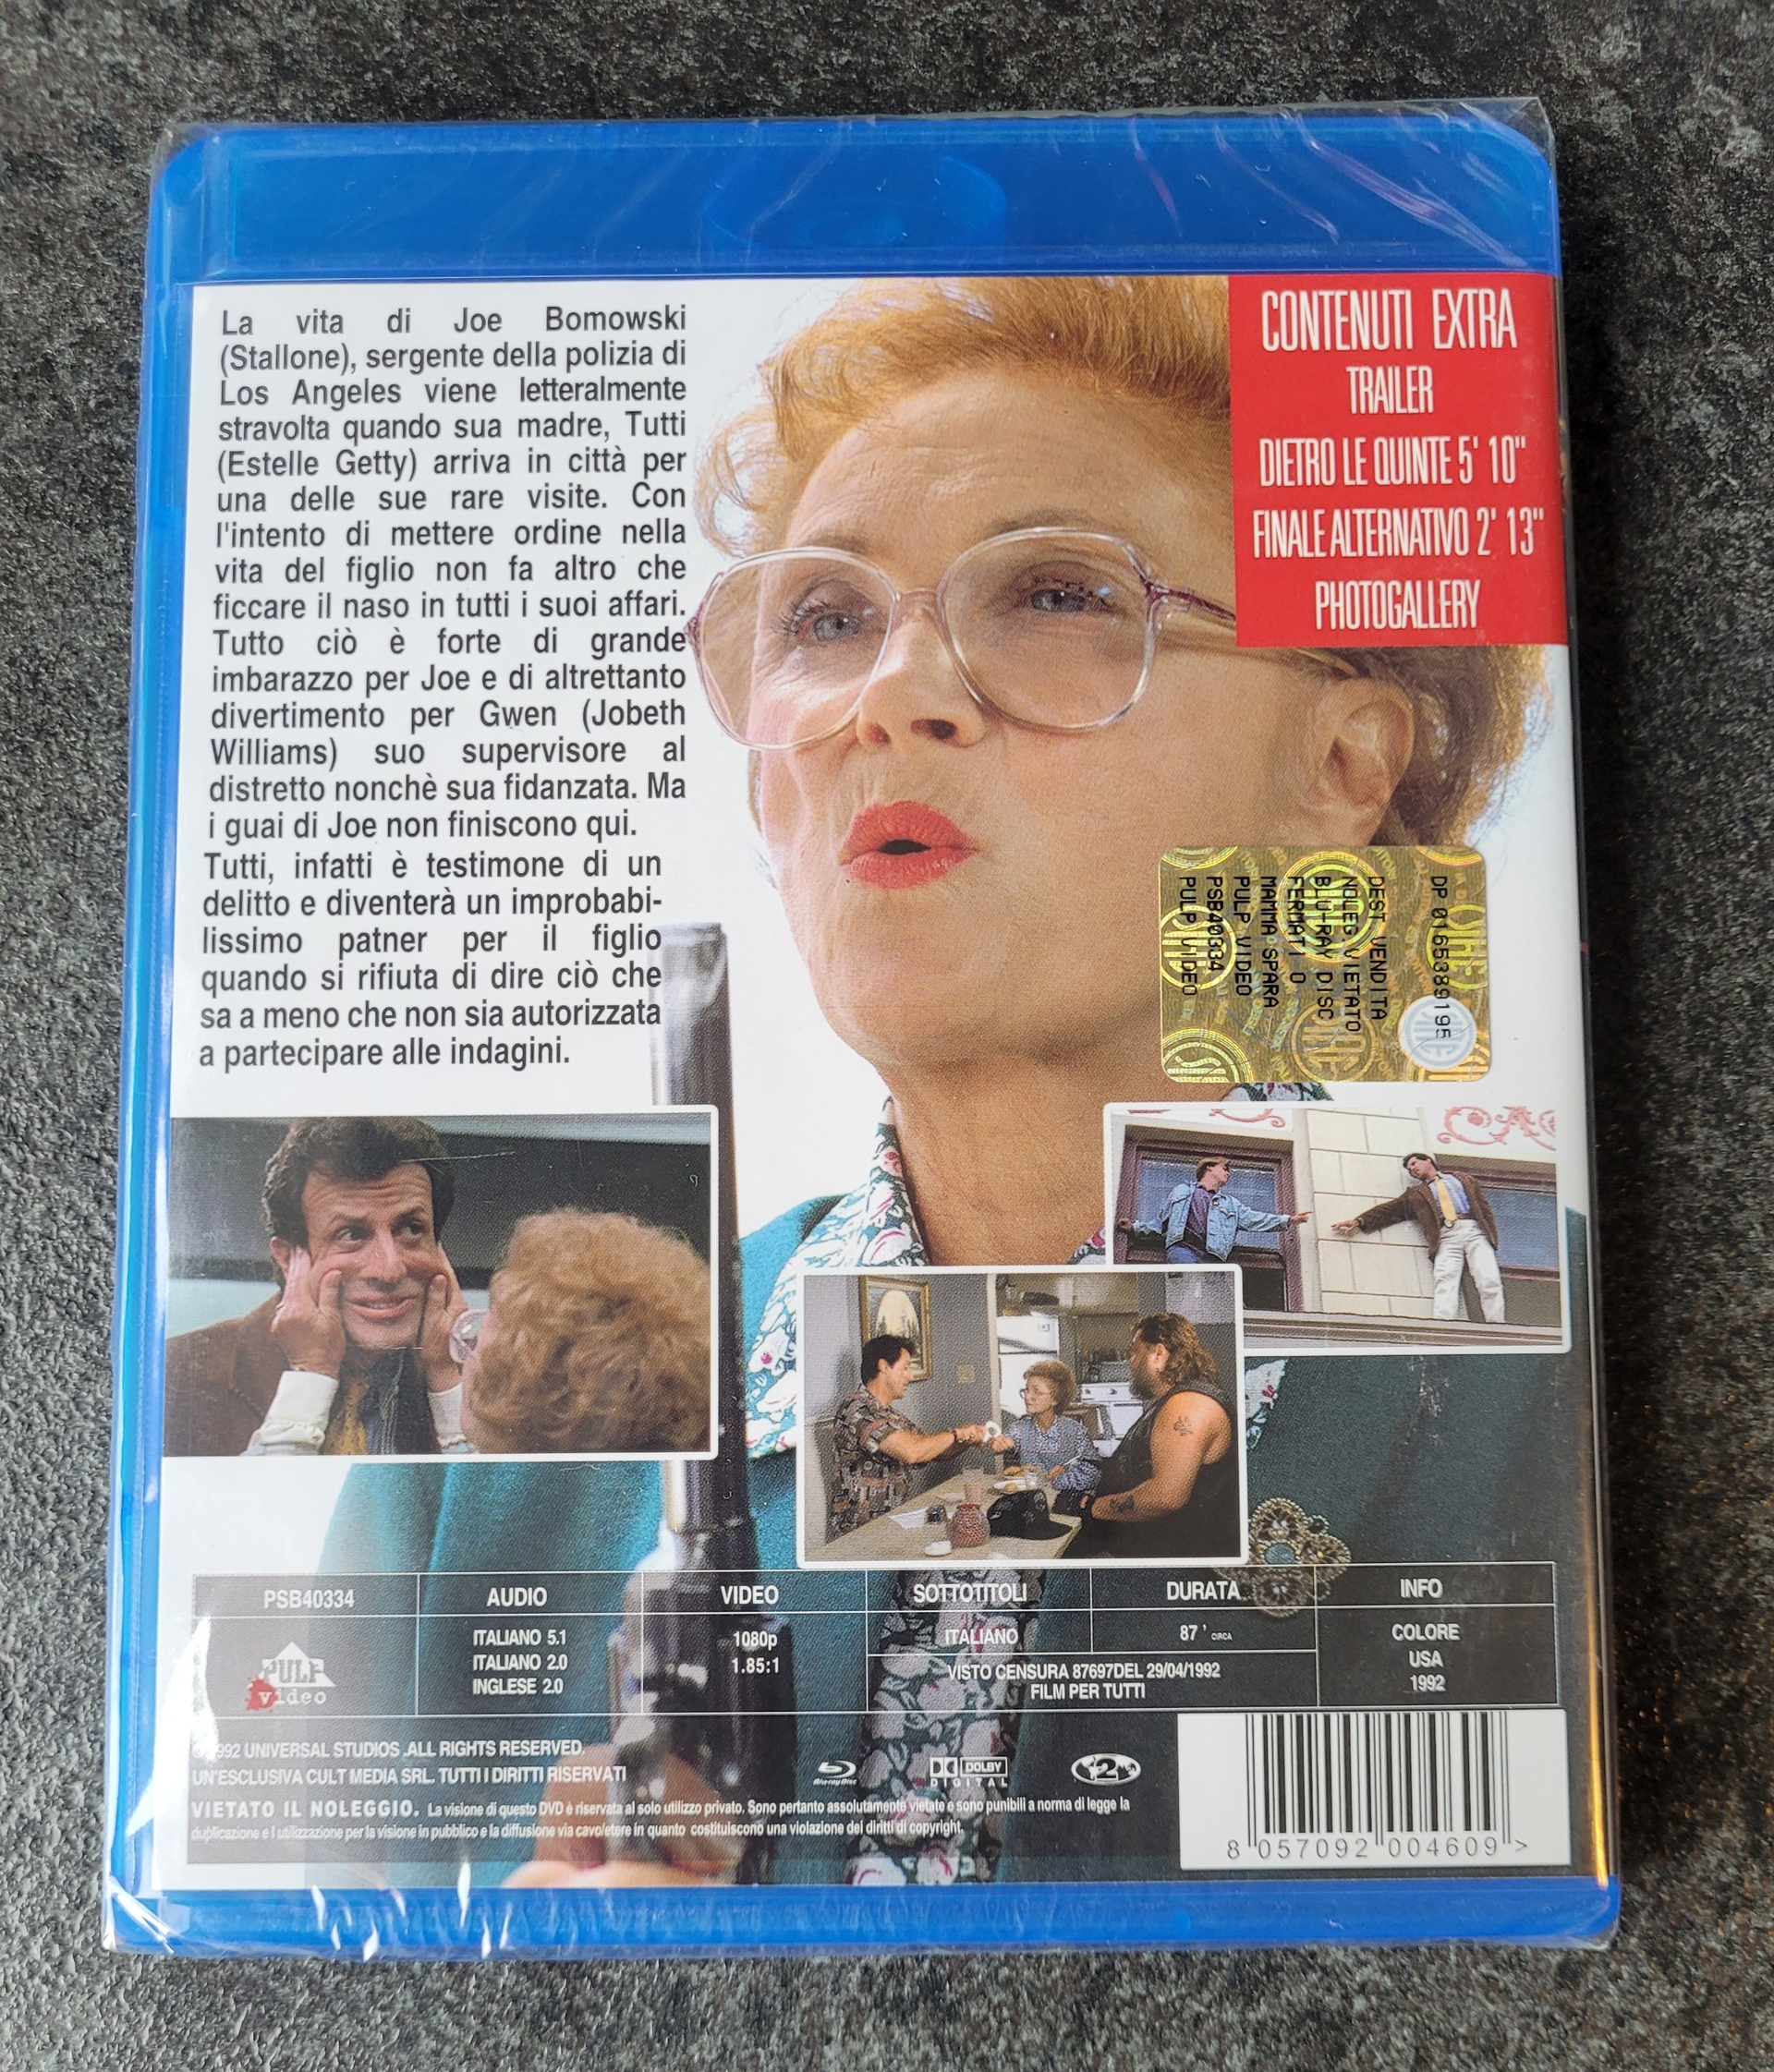 La vita di Joe Bomowski
(Stallone), sergente della polizia di
Los Angeles viene letteralmente
stravolta quando sua madre, Tutti
(Estelle Getty) arriva in città per
una delle sue rare visite. Con
l'intento di mettere ordine nella
vita del figlio non fa altro che
ficcare il naso in tutti i suoi affari.
Tutto ciò è forte di grande
imbarazzo per Joe e di altrettanto
divertimento per Gwen (Jobeth
Williams) suo supervisore al
distretto nonchè sua fidanzata. Ma
i guai di Joe non finiscono qui.
Tutti, infatti è testimone di un
delitto e diventerà un improbabi-
lissimo patner per il figlio
quando si rifiuta di dire ciò che
sa a meno che non sia autorizzata
a partecipare alle indagini.
CONTENUTI EXTRA
TRAILER
DIETRO LE QUINTE 5' 10"
FINALE ALTERNATIVO 2' 13"
PHOTOGALLERY
DP 0165389195
DEST VENDITA
NOLEG VIETATO
BLU-RAY DISC
FERMATI O
MAMMA SPARA
PULP VIDEO
PSB40334
PULP VIDEO
PSB40334
AUDIO
VIDEO
SOTTOTITOLI
DURATA
INFO
PULP
video
ITALIANO 5.1
ITALIANO 2.0
INGLESE 2.0
1080p
1.85:1
ITALIANO
87 ' CIRCA
VISTO CENSURA 87697DEL 29/04/1992
FILM PER TUTTI
COLORE
USA
1992
©1992 UNIVERSAL STUDIOS .ALL RIGHTS RESERVED.
UN'ESCLUSIVA CULT MEDIA SRL. TUTTI I DIRITTI RISERVATI
VIETATO IL NOLEGGIO. La visione di questo DVD è riservata al solo utilizzo privato. Sono pertanto assolutamente vietate e sono punibili a norma di legge la
duplicazione e l utilizzazione per la visione in pubblico e la diffusione via cavo/etere in quanto costituiscono una violazione dei diritti di copyright.
Blu-ray Disc
DOLBY
DIGITAL
2
8 057092 004609 >